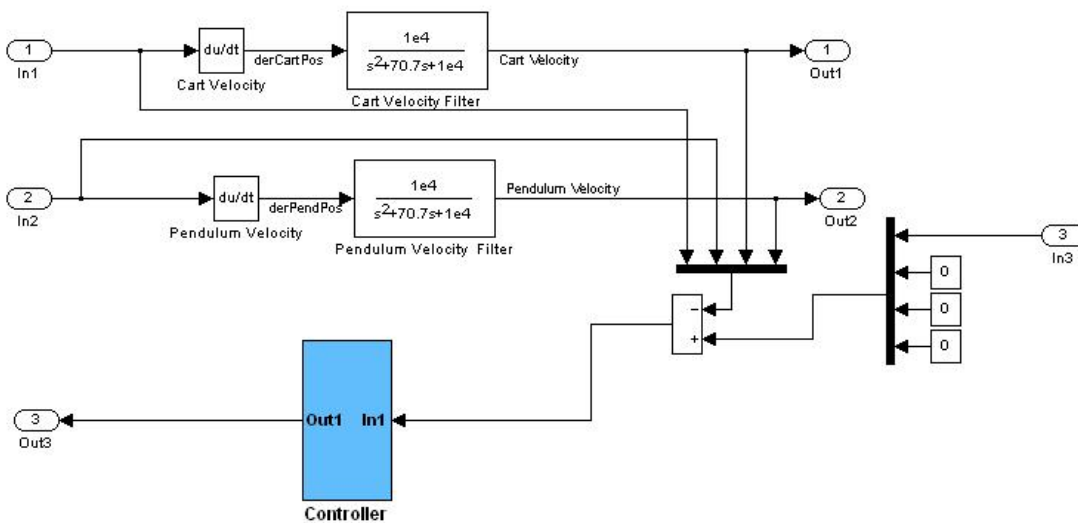 1
In1
du/dt
Cart Velocity
derCartPos
1e4
s²+70.7s+1e4
Cart Velocity Filter
Cart Velocity
1
Out1
2
In2
du/dt
Pendulum Velocity
derPendPos
1e4
s²+70.7s+1e4
Pendulum Velocity Filter
Pendulum Velocity
2
Out2
3
In3
0
0
0
−
+
3
Out3
Out1 In1
Controller